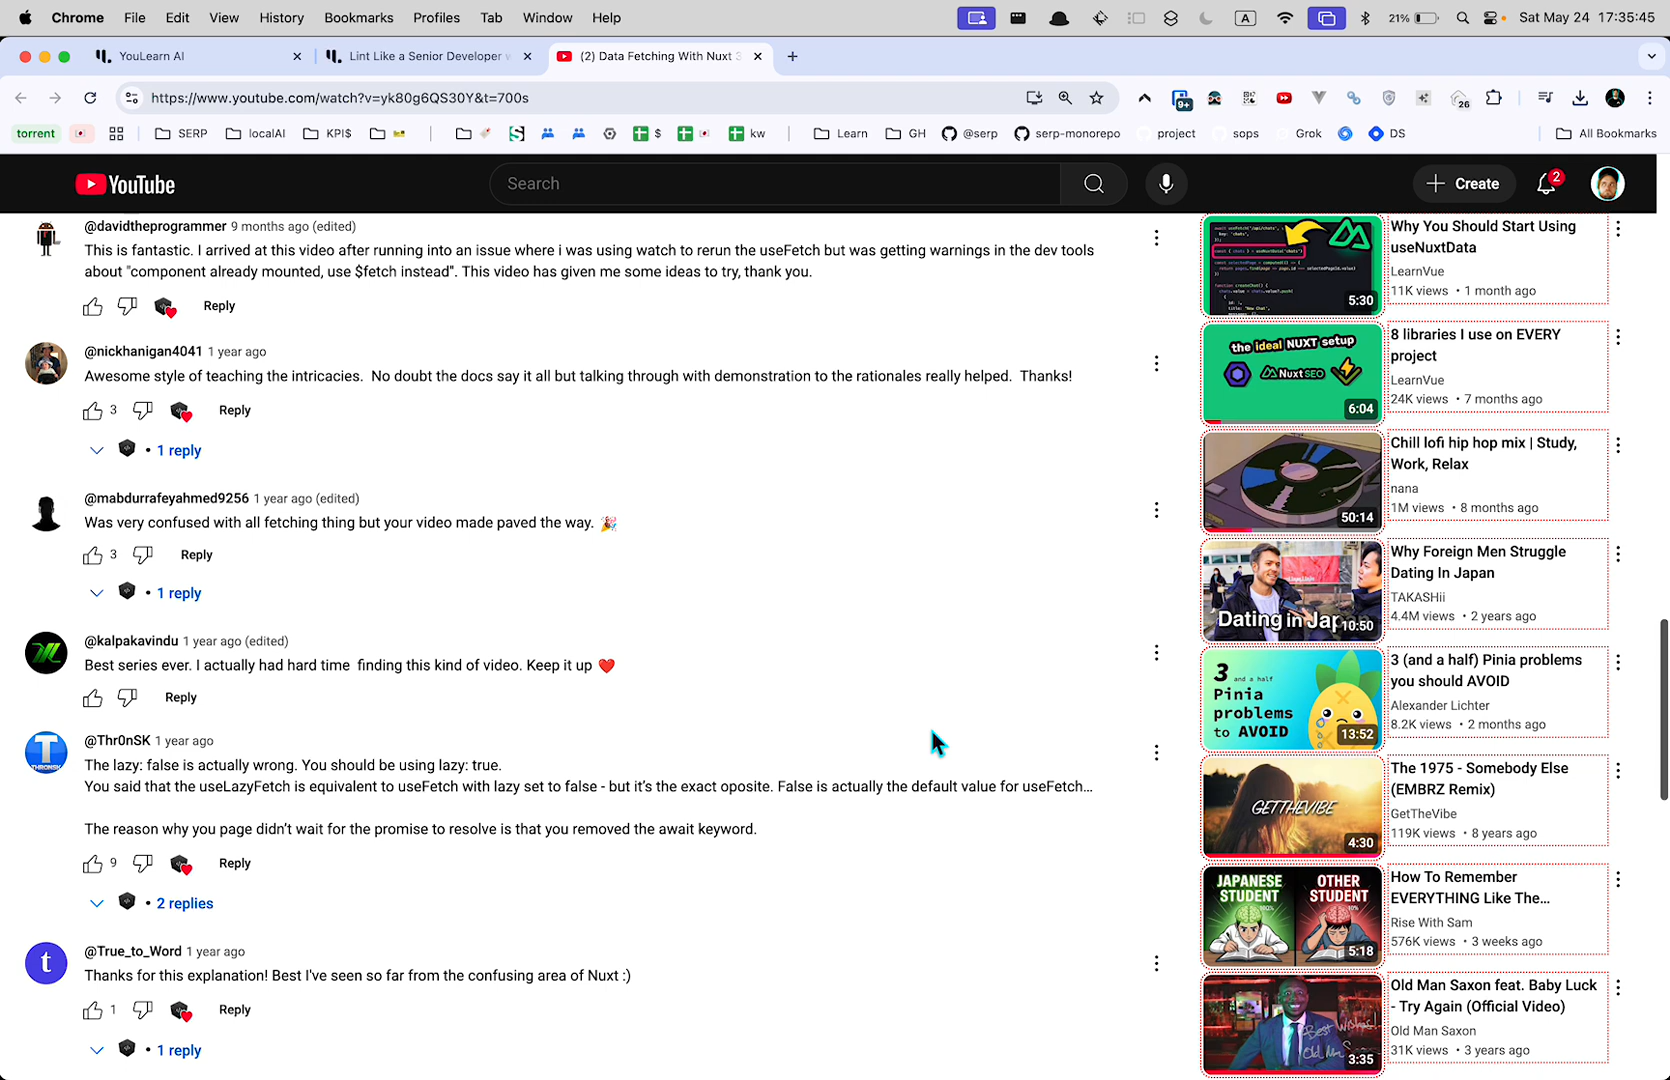 Chrome File Edit View History Bookmarks Profiles Tab Window Help A 21% Sat May 24 17:35:45
YouLearn AI Lint Like a Senior Developer w (2) Data Fetching With Nuxt 3
https://www.youtube.com/watch?v=yk80g6QS30Y&t=700s 9+ 26
torrent SERP localAI KPI$ $ kw Learn GH @serp serp-monorepo project sops Grok DS All Bookmarks
YouTube Search Create 2
@davidtheprogrammer 9 months ago (edited)
This is fantastic. I arrived at this video after running into an issue where i was using watch to rerun the useFetch but was getting warnings in the dev tools
about "component already mounted, use $fetch instead". This video has given me some ideas to try, thank you.
Reply
@nickhanigan4041 1 year ago
Awesome style of teaching the intricacies. No doubt the docs say it all but talking through with demonstration to the rationales really helped. Thanks!
3 Reply
• 1 reply
@mabdurrafeyahmed9256 1 year ago (edited)
Was very confused with all fetching thing but your video made paved the way. 🎉
3 Reply
• 1 reply
@kalpakavindu 1 year ago (edited)
Best series ever. I actually had hard time finding this kind of video. Keep it up ❤️
Reply
T
THRONSK
@Thr0nSK 1 year ago
The lazy: false is actually wrong. You should be using lazy: true.
You said that the useLazyFetch is equivalent to useFetch with lazy set to false - but it's the exact oposite. False is actually the default value for useFetch...
The reason why you page didn't wait for the promise to resolve is that you removed the await keyword.
9 Reply
• 2 replies
t
@True_to_Word 1 year ago
Thanks for this explanation! Best I've seen so far from the confusing area of Nuxt :)
1 Reply
• 1 reply
5:30
Why You Should Start Using
useNuxtData
LearnVue
11K views • 1 month ago
the ideal NUXT setup
NuxtSEO
6:04
8 libraries I use on EVERY
project
LearnVue
24K views • 7 months ago
50:14
Chill lofi hip hop mix | Study,
Work, Relax
nana
1M views • 8 months ago
Dating in Jap
10:50
Why Foreign Men Struggle
Dating In Japan
TAKASHii
4.4M views • 2 years ago
3 and a half
Pinia
problems
to AVOID
13:52
3 (and a half) Pinia problems
you should AVOID
Alexander Lichter
8.2K views • 2 months ago
GETTHEVIBE
4:30
The 1975 - Somebody Else
(EMBRZ Remix)
GetTheVibe
119K views • 8 years ago
JAPANESE STUDENT
OTHER STUDENT
5:18
How To Remember
EVERYTHING Like The...
Rise With Sam
576K views • 3 weeks ago
Best Wishes!
Old M
3:35
Old Man Saxon feat. Baby Luck
- Try Again (Official Video)
Old Man Saxon
31K views • 3 years ago